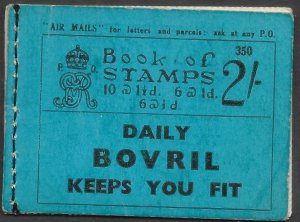 "AIR MAILS" for letters and parcels: ask at any P.O.
350
P O
Book of
STAMPS 2/-
10 @ 1½d. 6 @ 1d.
6 @ ½d.
DAILY
BOVRIL
KEEPS YOU FIT